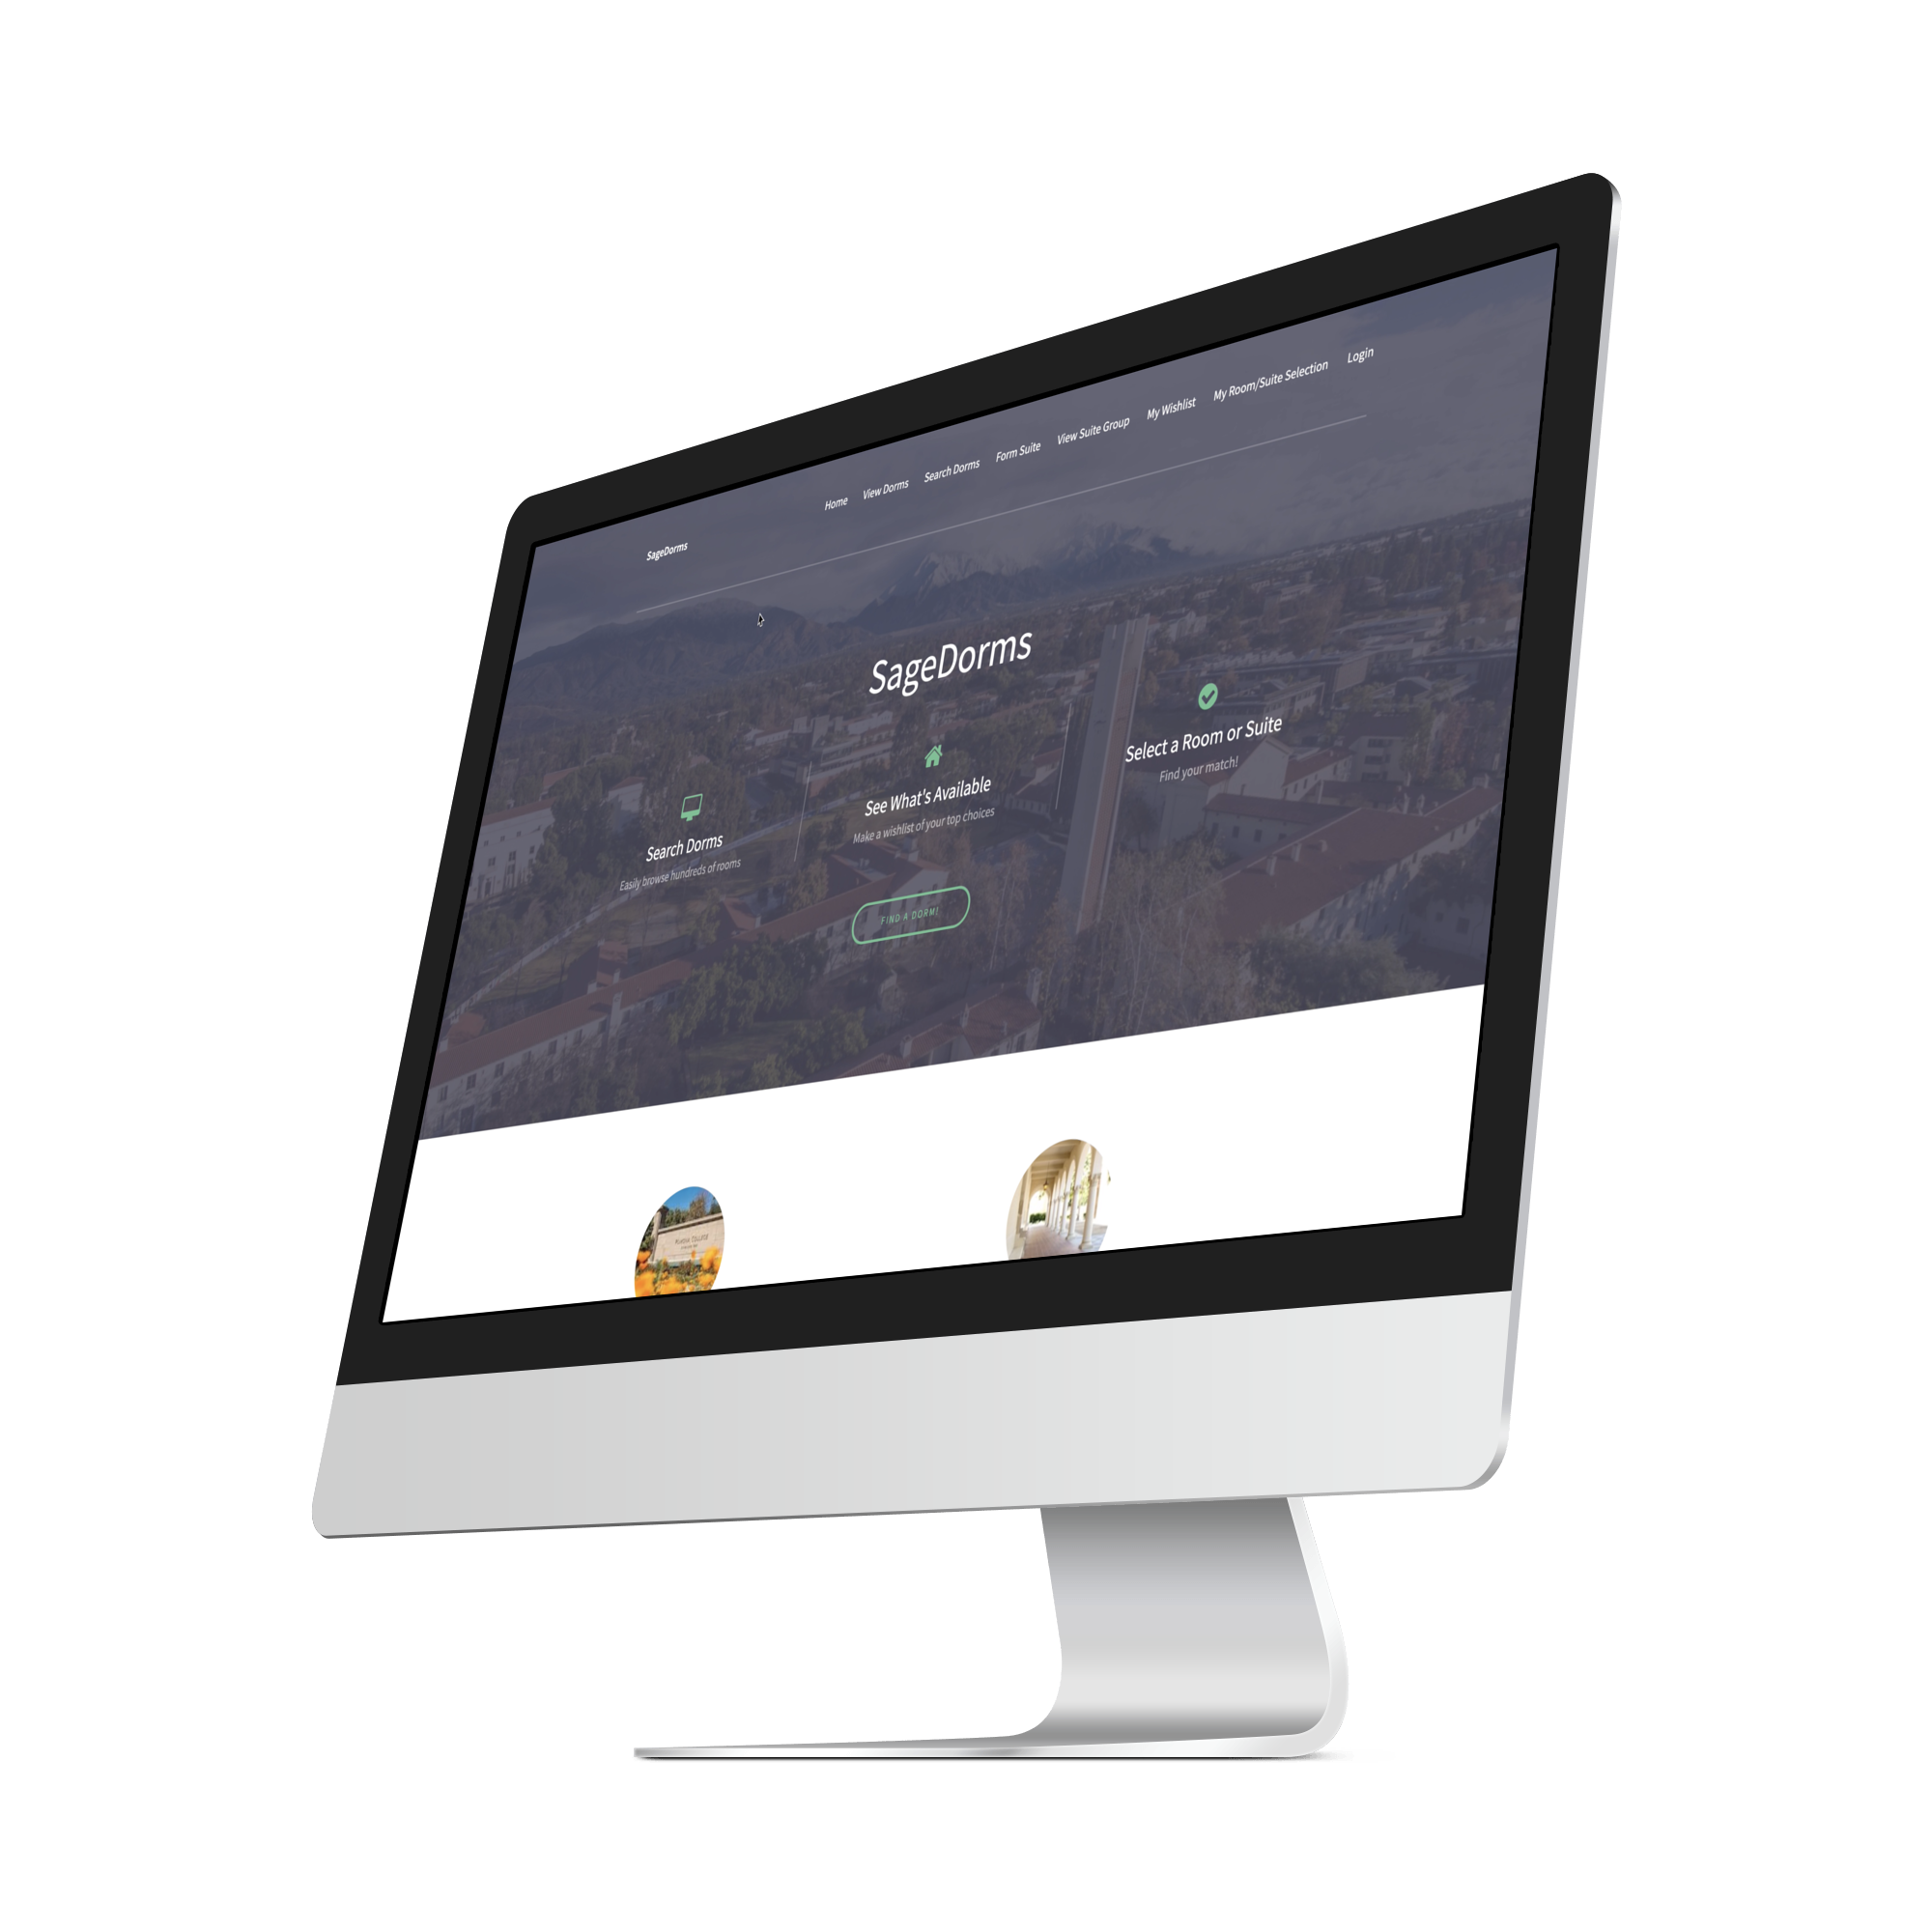 SageDorms
Home
View Dorms
Search Dorms
Form Suite
View Suite Group
My Wishlist
My Room/Suite Selection
Login
SageDorms
Search Dorms
Easily browse hundreds of rooms
See What's Available
Make a wishlist of your top choices
Select a Room or Suite
Find your match!
FIND A DORM!
POMONA COLLEGE